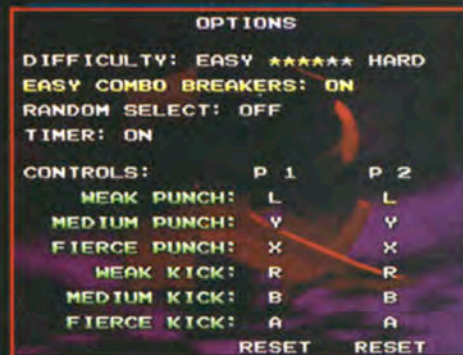 OPTIONS
DIFFICULTY: EASY ****** HARD
EASY COMBO BREAKERS: ON
RANDOM SELECT: OFF
TIMER: ON
CONTROLS: P 1 P 2
WEAK PUNCH: L L
MEDIUM PUNCH: Y Y
FIERCE PUNCH: X X
WEAK KICK: R R
MEDIUM KICK: B B
FIERCE KICK: A A
RESET RESET